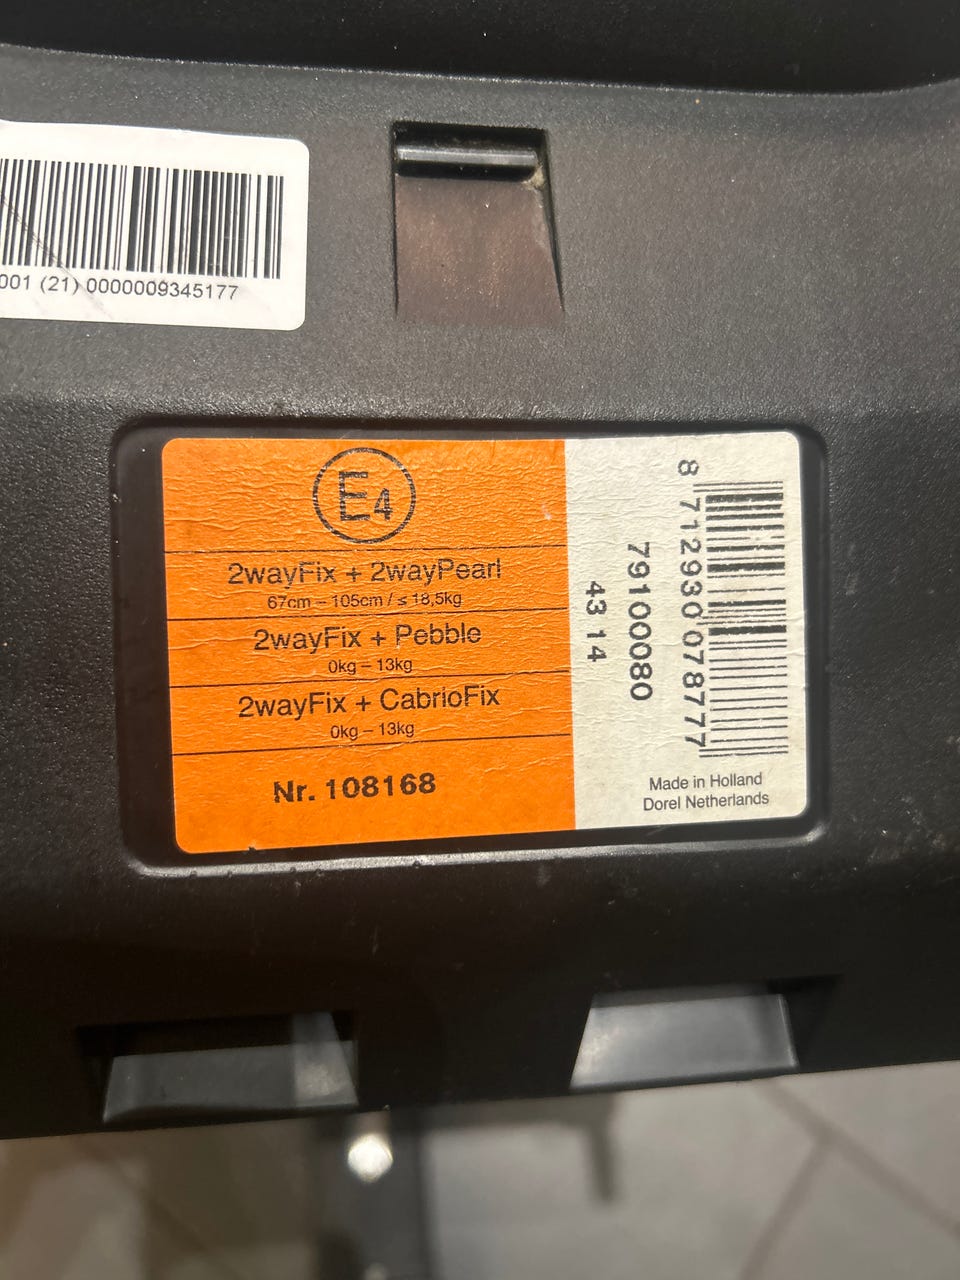 001 (21) 0000009345177
E4
2wayFix + 2wayPearl
67cm – 105cm / ≤ 18,5kg
2wayFix + Pebble
0kg – 13kg
2wayFix + CabrioFix
0kg – 13kg
Nr. 108168
8 712930 078777
79100080
43 14
Made in Holland
Dorel Netherlands